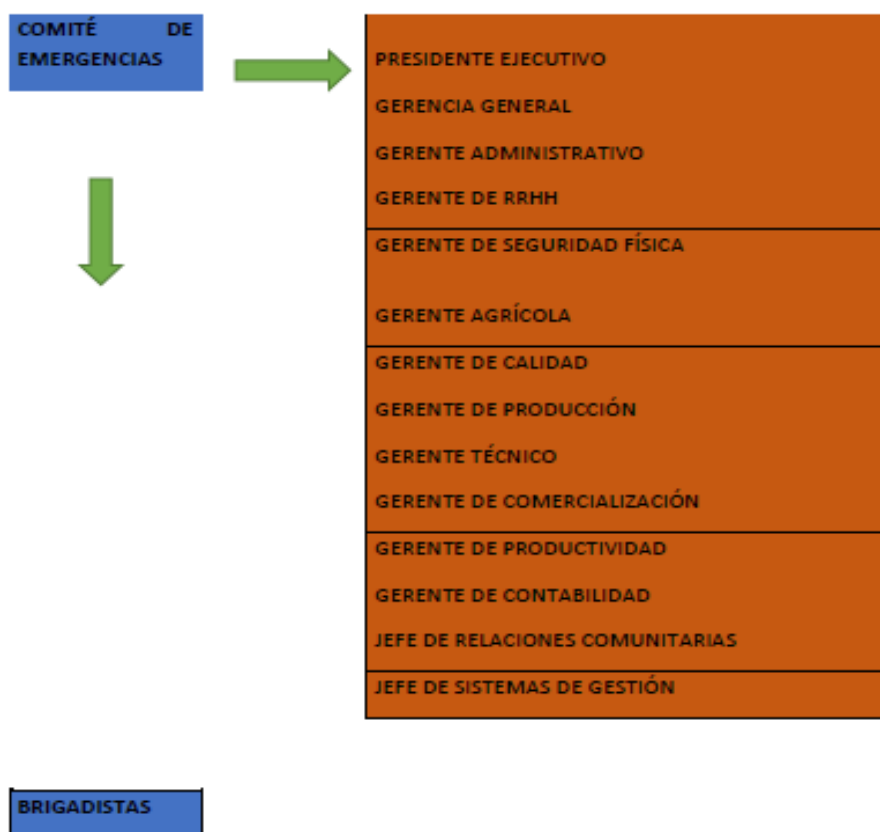 COMITÉ DE
EMERGENCIAS
PRESIDENTE EJECUTIVO
GERENCIA GENERAL
GERENTE ADMINISTRATIVO
GERENTE DE RRHH
GERENTE DE SEGURIDAD FÍSICA
GERENTE AGRÍCOLA
GERENTE DE CALIDAD
GERENTE DE PRODUCCIÓN
GERENTE TÉCNICO
GERENTE DE COMERCIALIZACIÓN
GERENTE DE PRODUCTIVIDAD
GERENTE DE CONTABILIDAD
JEFE DE RELACIONES COMUNITARIAS
JEFE DE SISTEMAS DE GESTIÓN
BRIGADISTAS